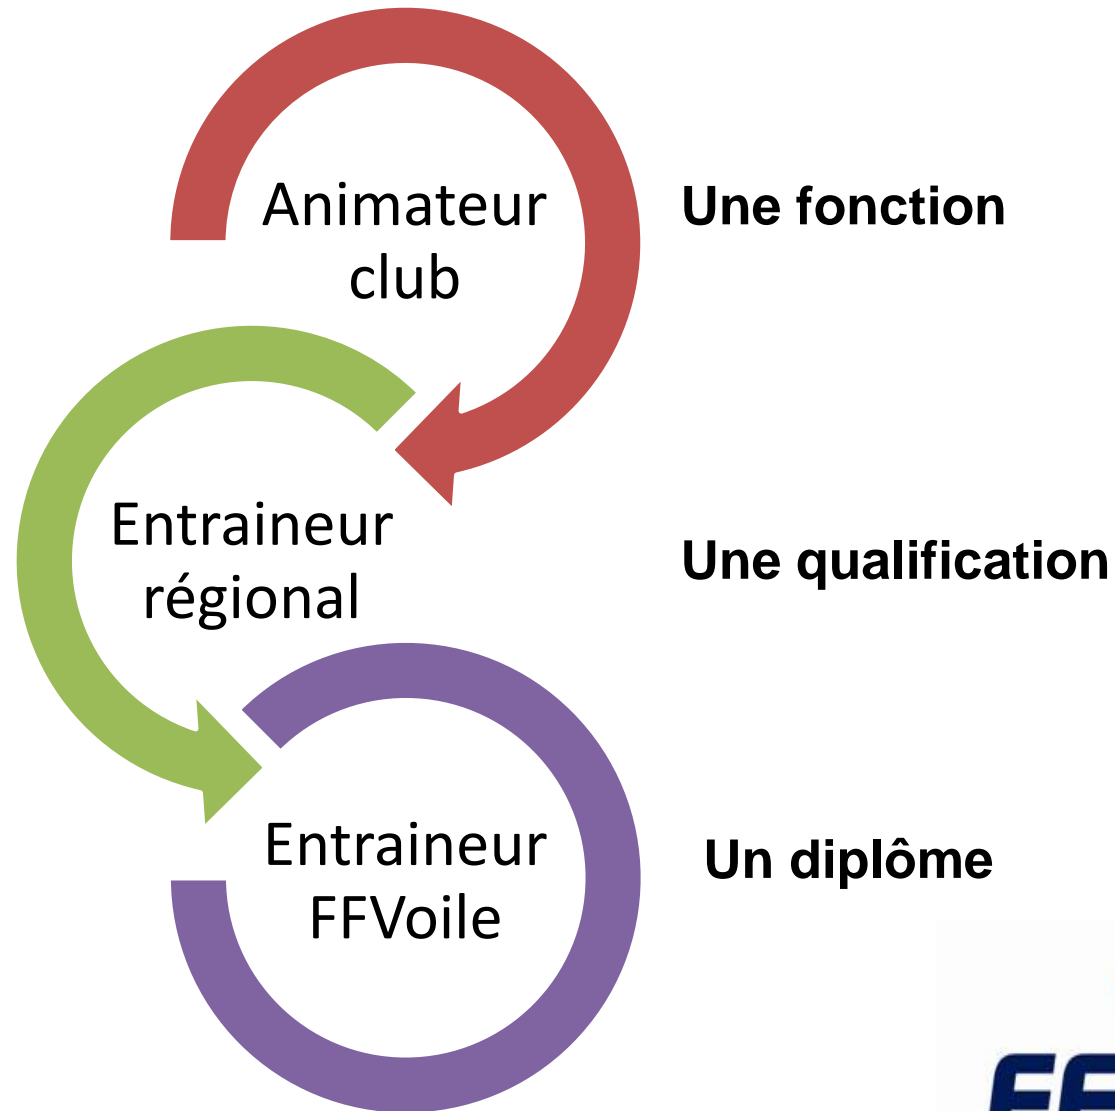 Animateur
club
Une fonction
Entraineur
régional
Une qualification
Entraineur
FFVoile
Un diplôme